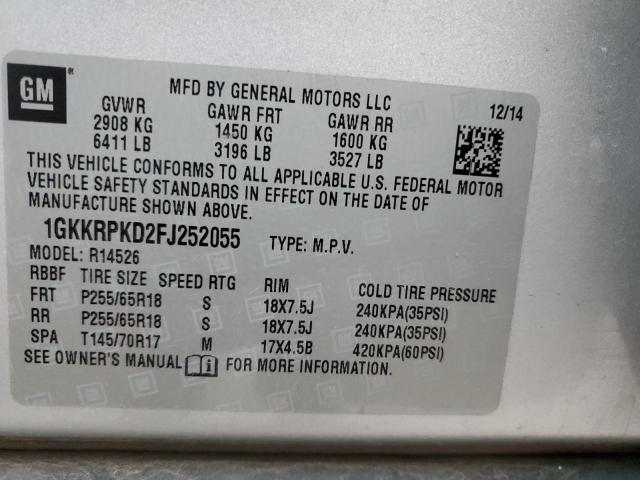 GM ®
MFD BY GENERAL MOTORS LLC
12/14
GVWR GAWR FRT GAWR RR
2908 KG 1450 KG 1600 KG
6411 LB 3196 LB 3527 LB
THIS VEHICLE CONFORMS TO ALL APPLICABLE U.S. FEDERAL MOTOR
VEHICLE SAFETY STANDARDS IN EFFECT ON THE DATE OF
MANUFACTURE SHOWN ABOVE.
1GKKRPKD2FJ252055 TYPE: M.P.V.
MODEL: R14526
RBBF TIRE SIZE SPEED RTG RIM COLD TIRE PRESSURE
FRT P255/65R18 S 18X7.5J 240KPA(35PSI)
RR P255/65R18 S 18X7.5J 240KPA(35PSI)
SPA T145/70R17 M 17X4.5B 420KPA(60PSI)
SEE OWNER'S MANUAL i FOR MORE INFORMATION.